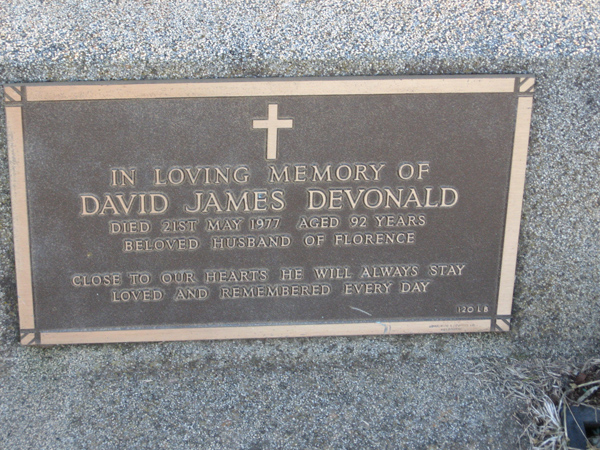 IN LOVING MEMORY OF
DAVID JAMES DEVONALD
DIED 21ST MAY 1977 AGED 92 YEARS
BELOVED HUSBAND OF FLORENCE
CLOSE TO OUR HEARTS HE WILL ALWAYS STAY
LOVED AND REMEMBERED EVERY DAY
120 L B